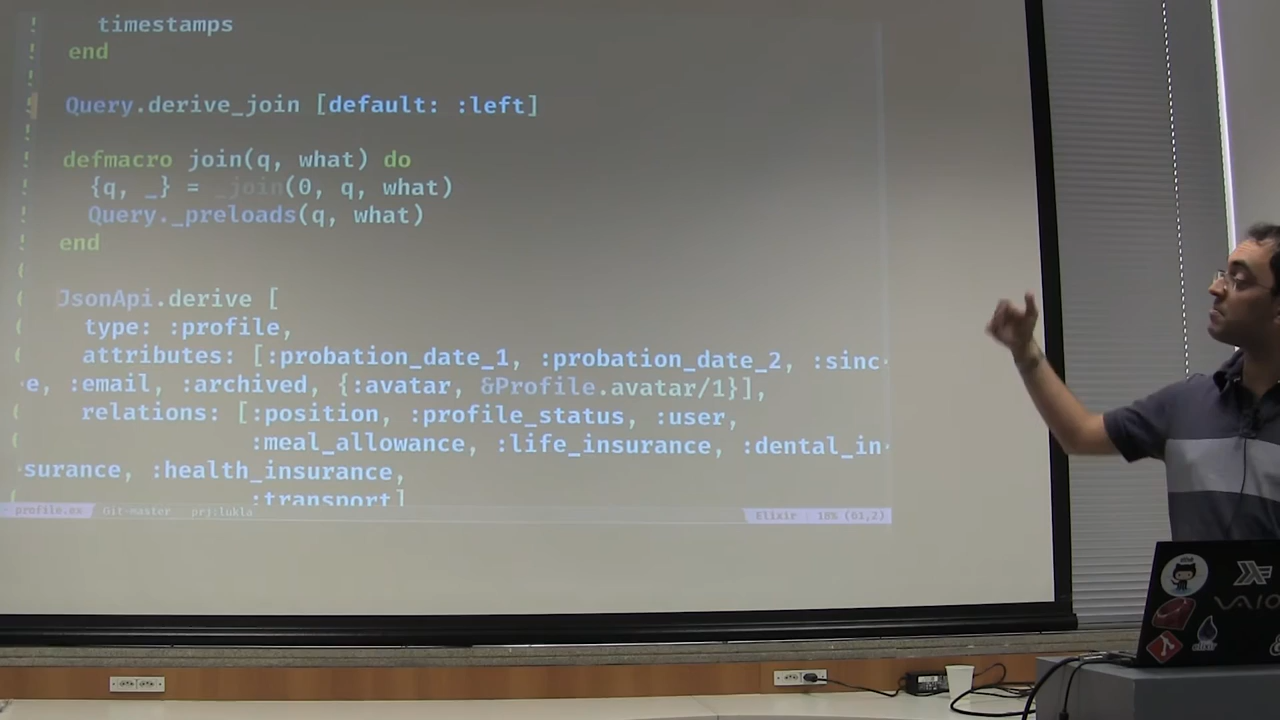 timestamps
end
Query.derive_join [default: :left]
defmacro join(q, what) do
{q, _} = _join(0, q, what)
Query._preloads(q, what)
end
JsonApi.derive [
type: :profile,
attributes: [:probation_date_1, :probation_date_2, :sinc
e, :email, :archived, {:avatar, &Profile.avatar/1}],
relations: [:position, :profile_status, :user,
:meal_allowance, :life_insurance, :dental_in
surance, :health_insurance,
:transport]
profile.ex Git-master prj:lukla Elixir 18% (61,2)
VAIO